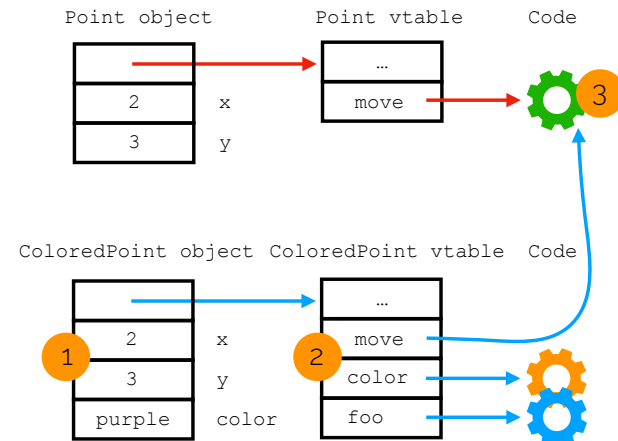 Point object Point vtable Code
…
2 x move 3
3 y
ColoredPoint object ColoredPoint vtable Code
…
2 x move
1 2
3 y color
purple color foo